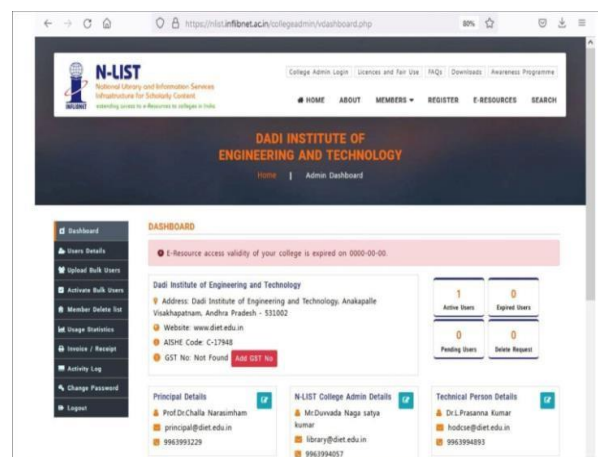 https://nlist.inflibnet.ac.in/collegeadmin/vdashboard.php
80%
N-LIST
National Library and Information Services
Infrastructure for Scholarly Content
extending access to e-Resources to colleges in India
INFLIBNET
College Admin Login
Licences and Fair Use
FAQs
Downloads
Awareness Programme
HOME
ABOUT
MEMBERS
REGISTER
E-RESOURCES
SEARCH
DADI INSTITUTE OF
ENGINEERING AND TECHNOLOGY
Home | Admin Dashboard
Dashboard
Users Details
Upload Bulk Users
Activate Bulk Users
Member Delete list
Usage Statistics
Invoice / Receipt
Activity Log
Change Password
Logout
DASHBOARD
E-Resource access validity of your college is expired on 0000-00-00.
Dadi Institute of Engineering and Technology
Address: Dadi Institute of Engineering and Technology, Anakapalle
Visakhapatnam, Andhra Pradesh - 531002
Website: www.diet.edu.in
AISHE Code: C-17948
GST No: Not Found Add GST No
1
Active Users
0
Expired Users
0
Pending Users
0
Delete Request
Principal Details
Prof.Dr.Challa Narasimham
principal@diet.edu.in
9963993229
N-LIST College Admin Details
Mr.Duvvada Naga satya
kumar
library@diet.edu.in
9963994057
Technical Person Details
Dr.L.Prasanna Kumar
hodcse@diet.edu.in
9963994893